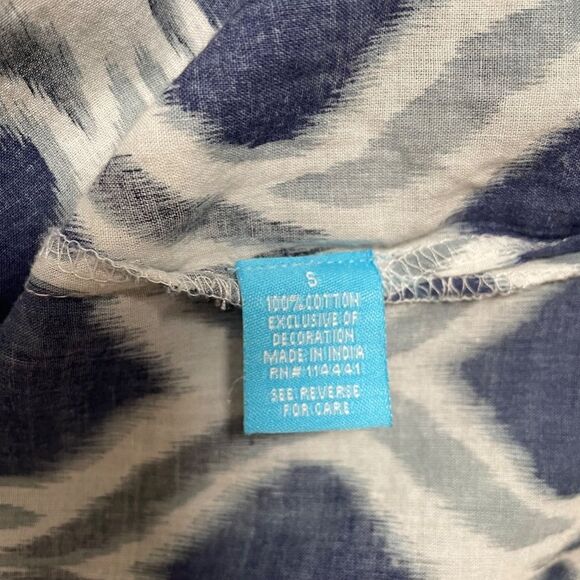 S
100% COTTON
EXCLUSIVE OF
DECORATION
MADE IN INDIA
RN# 114441
SEE REVERSE
FOR CARE